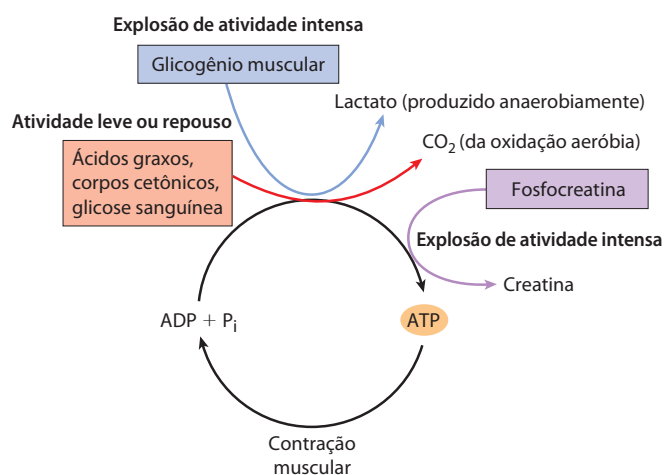 Explosão de atividade intensa
Glicogênio muscular
Lactato (produzido anaerobiamente)
Atividade leve ou repouso
CO₂ (da oxidação aeróbia)
Ácidos graxos,
corpos cetônicos,
glicose sanguínea
Fosfocreatina
Explosão de atividade intensa
Creatina
ADP + Pᵢ
ATP
Contração
muscular